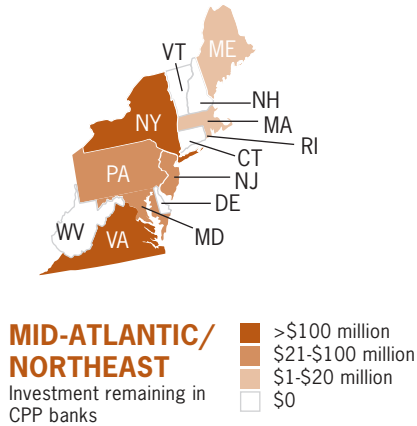 ME
VT
NH
NY
MA
RI
CT
PA
NJ
DE
WV
VA
MD
MID-ATLANTIC/
NORTHEAST
Investment remaining in
CPP banks
>$100 million
$21-$100 million
$1-$20 million
$0